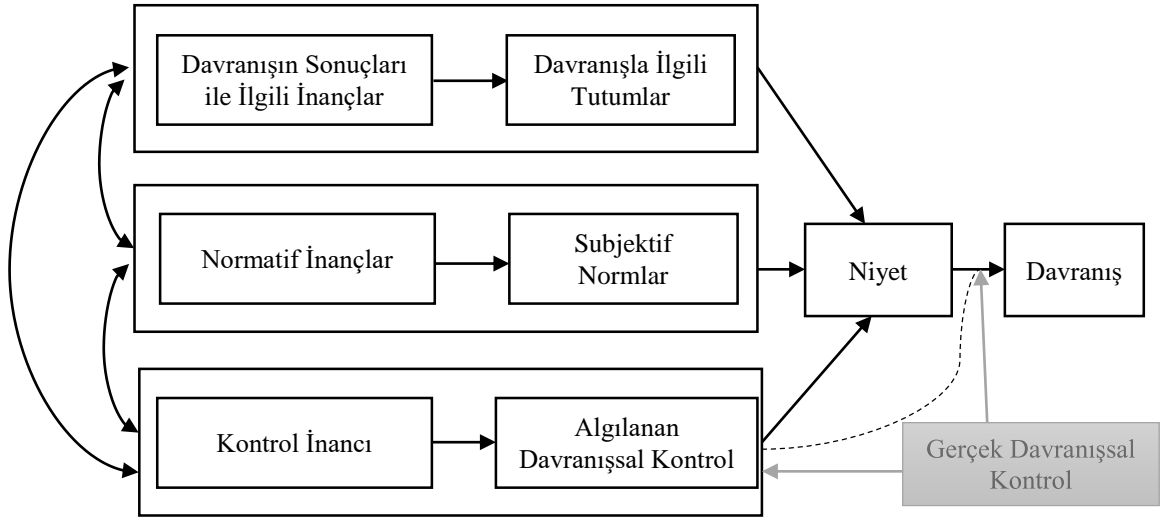 Davranışın Sonuçları
ile İlgili İnançlar
Davranışla İlgili
Tutumlar
Normatif İnançlar
Subjektif
Normlar
Niyet
Davranış
Kontrol İnancı
Algılanan
Davranışsal Kontrol
Gerçek Davranışsal
Kontrol